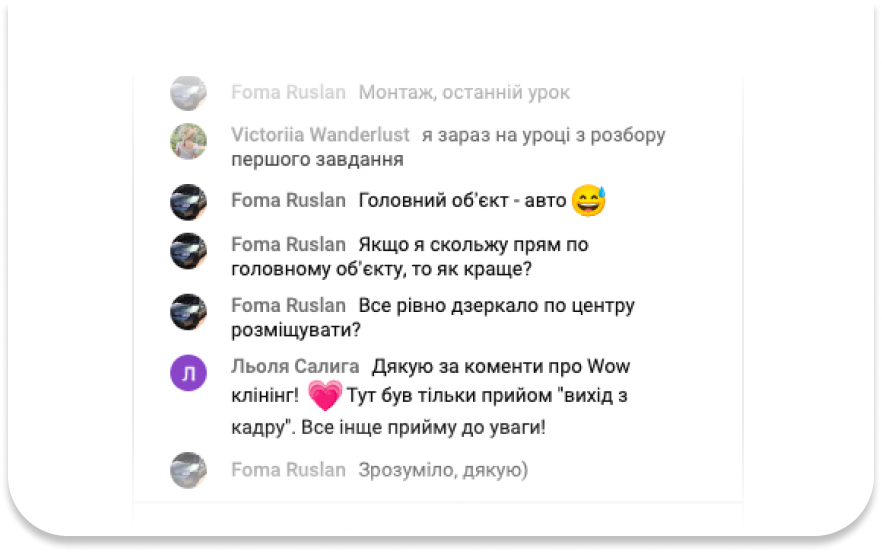 Foma Ruslan Монтаж, останній урок
Victoriia Wanderlust я зараз на уроці з розбору
першого завдання
Foma Ruslan Головний об'єкт - авто 😅
Foma Ruslan Якщо я скольжу прям по
головному об’єкту, то як краще?
Foma Ruslan Все рівно дзеркало по центру
розміщувати?
Л Льоля Салига Дякую за коменти про Wow
клінінг! 💗 Тут був тільки прийом "вихід з
кадру". Все інше прийму до уваги!
Foma Ruslan Зрозуміло, дякую)